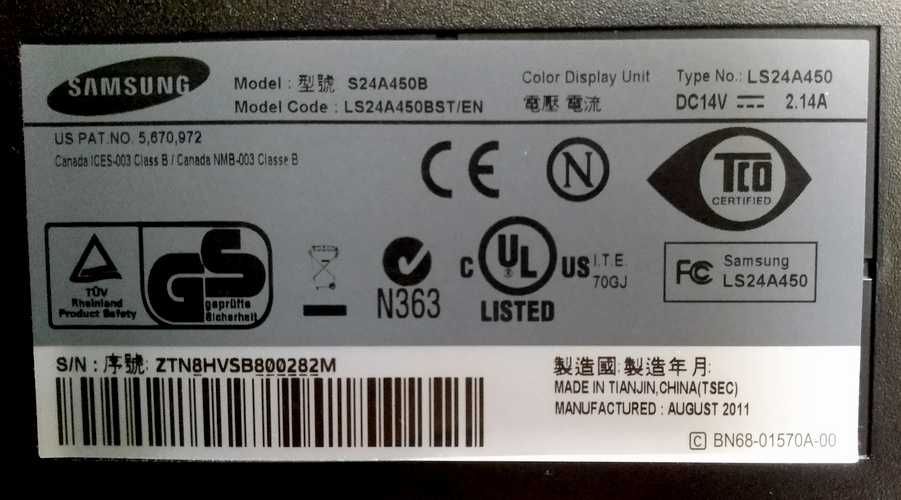 SAMSUNG
Model : 型號 S24A450B
Model Code : LS24A450BST/EN
Color Display Unit
電壓 電流
Type No.: LS24A450
DC14V 2.14A
US PAT.NO. 5,670,972
Canada ICES-003 Class B / Canada NMB-003 Classe B
CE
N
TCO
CERTIFIED
TÜV
Rheinland
Product Safety
GS
geprüfte
Sicherheit
N363
C UL US
LISTED
I.T.E.
70GJ
FC Samsung
LS24A450
S/N : 序號: ZTN8HVSB800282M
製造國: 製造年月:
MADE IN TIANJIN,CHINA(TSEC)
MANUFACTURED : AUGUST 2011
C BN68-01570A-00